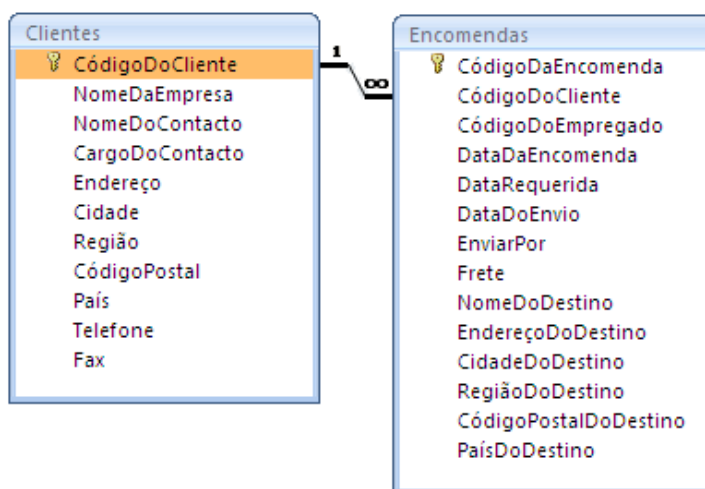 Clientes
CódigoDoCliente
NomeDaEmpresa
NomeDoContacto
CargoDoContacto
Endereço
Cidade
Região
CódigoPostal
País
Telefone
Fax
1
∞
Encomendas
CódigoDaEncomenda
CódigoDoCliente
CódigoDoEmpregado
DataDaEncomenda
DataRequerida
DataDoEnvio
EnviarPor
Frete
NomeDoDestino
EndereçoDoDestino
CidadeDoDestino
RegiãoDoDestino
CódigoPostalDoDestino
PaísDoDestino